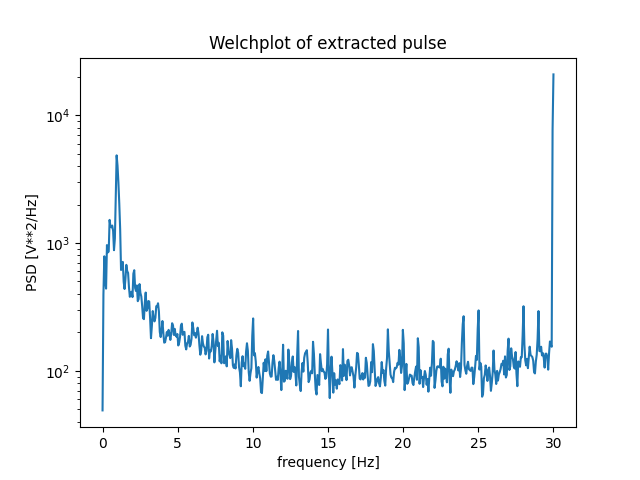 Welchplot of extracted pulse
PSD [V**2/Hz]
10^4
10^3
10^2
0 5 10 15 20 25 30
frequency [Hz]